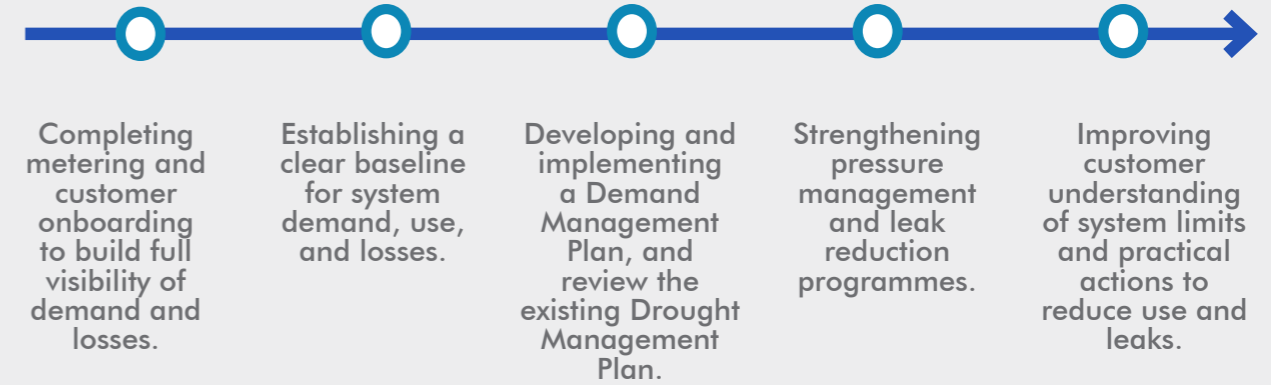 Completing
metering and
customer
onboarding
to build full
visibility of
demand and
losses.
Establishing a
clear baseline
for system
demand, use,
and losses.
Developing and
implementing
a Demand
Management
Plan, and
review the
existing Drought
Management
Plan.
Strengthening
pressure
management
and leak
reduction
programmes.
Improving
customer
understanding
of system limits
and practical
actions to
reduce use and
leaks.